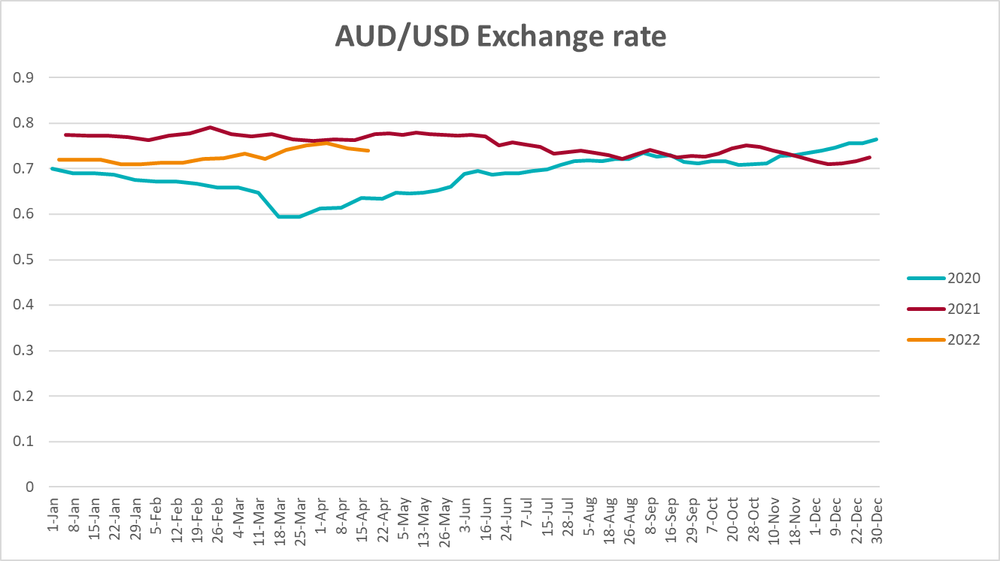 AUD/USD Exchange rate
0.9
0.8
0.7
0.6
0.5
0.4
0.3
0.2
0.1
0
1-Jan
8-Jan
15-Jan
22-Jan
29-Jan
5-Feb
12-Feb
19-Feb
26-Feb
4-Mar
11-Mar
18-Mar
25-Mar
1-Apr
8-Apr
15-Apr
22-Apr
5-May
13-May
26-May
3-Jun
16-Jun
24-Jun
7-Jul
15-Jul
28-Jul
5-Aug
18-Aug
26-Aug
8-Sep
16-Sep
29-Sep
7-Oct
20-Oct
28-Oct
10-Nov
18-Nov
1-Dec
9-Dec
22-Dec
30-Dec
2020
2021
2022